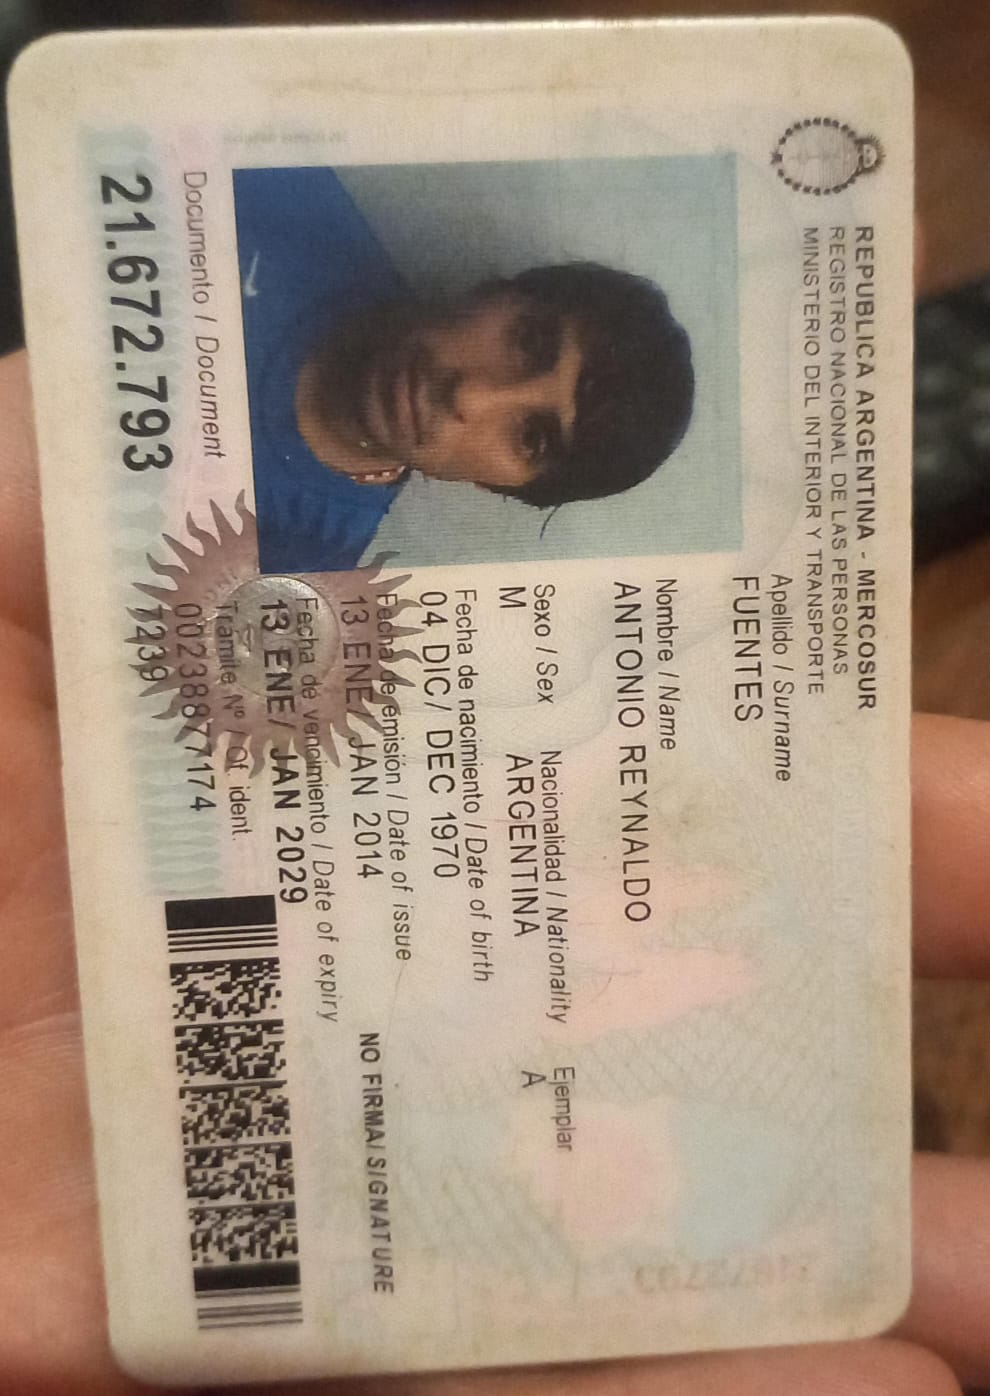 REPUBLICA ARGENTINA - MERCOSUR
REGISTRO NACIONAL DE LAS PERSONAS
MINISTERIO DEL INTERIOR Y TRANSPORTE
Apellido / Surname
FUENTES
Nombre / Name
ANTONIO REYNALDO
Sexo / Sex Nacionalidad / Nationality Ejemplar
M ARGENTINA A
Fecha de nacimiento / Date of birth
04 DIC/ DEC 1970
Fecha de emisión / Date of issue
13 ENE/ JAN 2014
NO FIRMA/ SIGNATURE
Fecha de vencimiento / Date of expiry
13 ENE/ JAN 2029
Trámite Nº / Of. ident.
00238877174
7239
Documento / Document
21.672.793